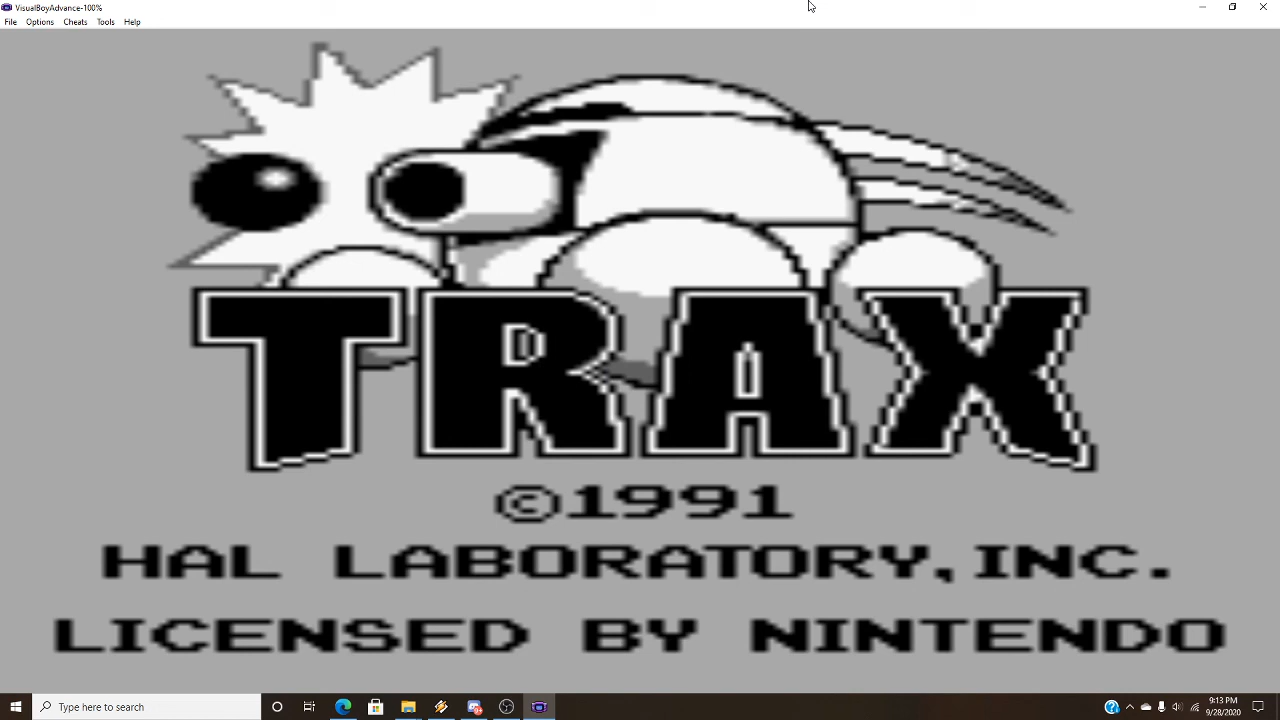 VisualBoyAdvance-100%
File Options Cheats Tools Help
TRAX
©1991
HAL LABORATORY,INC.
LICENSED BY NINTENDO
Type here to search
9:13 PM
9/28/2020